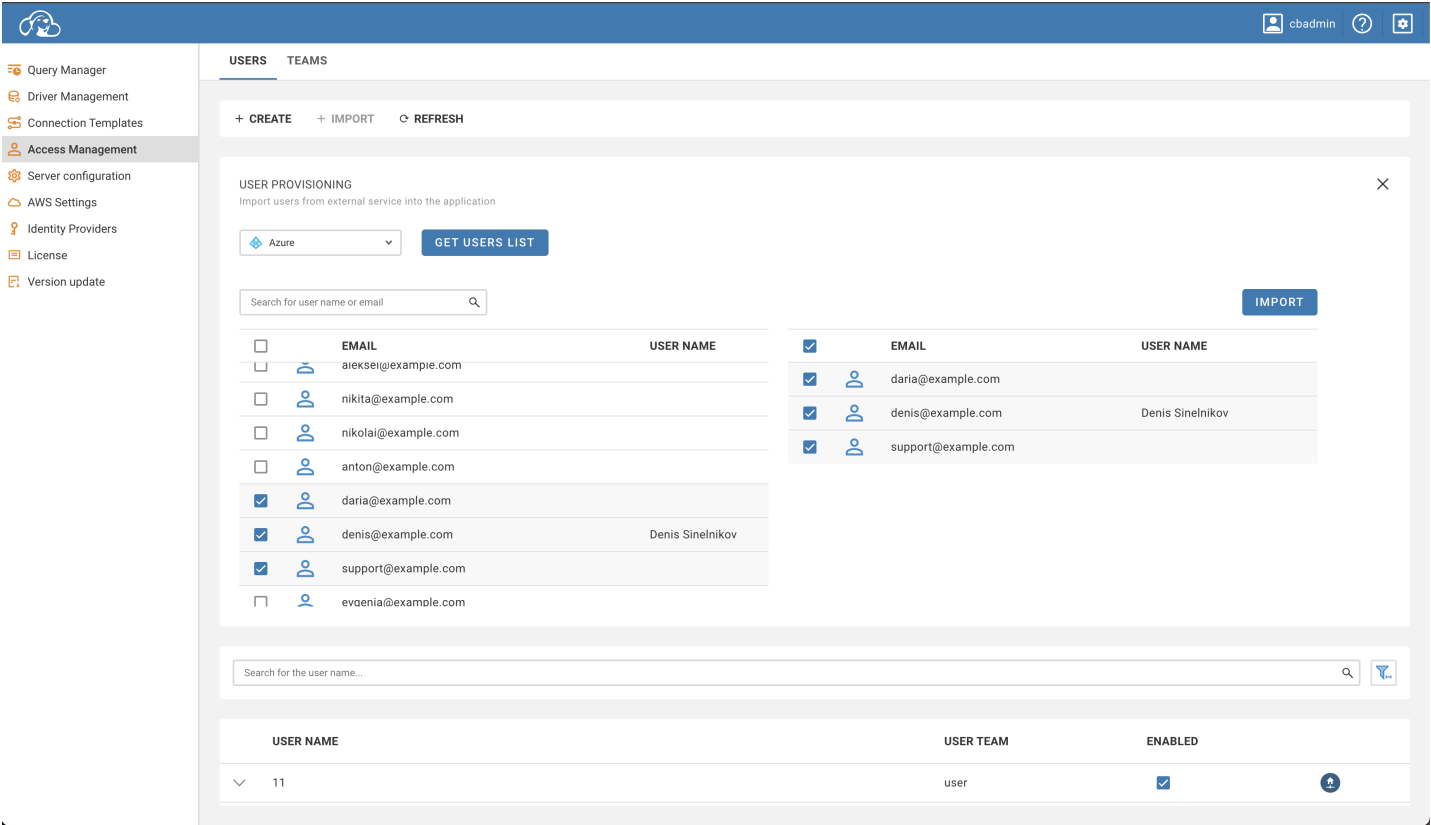 cbadmin
Query Manager
Driver Management
Connection Templates
Access Management
Server configuration
AWS Settings
Identity Providers
License
Version update
USERS TEAMS
+ CREATE + IMPORT REFRESH
USER PROVISIONING
Import users from external service into the application
Azure GET USERS LIST
Search for user name or email IMPORT
EMAIL USER NAME
aleksei@example.com
nikita@example.com
nikolai@example.com
anton@example.com
daria@example.com
denis@example.com Denis Sinelnikov
support@example.com
evgenia@example.com
EMAIL USER NAME
daria@example.com
denis@example.com Denis Sinelnikov
support@example.com
Search for the user name...
USER NAME USER TEAM ENABLED
11 user